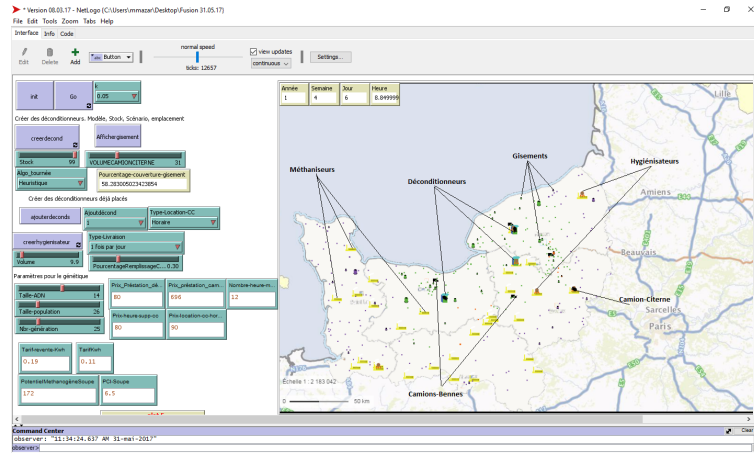 * Version 08.03.17 - NetLogo {C:\Users\mmazar\Desktop\Fusion 31.05.17}
File Edit Tools Zoom Tabs Help
Interface Info Code
Edit Delete Add Button
normal speed
ticks: 12657
view updates
continuous
Settings...
init
Go
0.05
Créer des déconditionneurs. Modèle, Stock, Scénario, emplacement
creerdecond
Affichergisement
Stock 99
VOLUMECAMIONCITERNE 31
Algo_tournée
Heuristique
Pourcentage-couverture-gisement
58.283005023423854
Créer des déconditionneurs déjà placés
ajouterdeconds
Ajoutdécond
1
Type-Location-CC
Horaire
creerhygienisateur
Type-Livraison
1 fois par jour
Volume 9.9
PourcentageRemplissageC... 0.30
Paramètres pour le génétique
Taille-ADN 14
Taille-population 26
Nbr-génération 25
Prix_Préstation_dé...
80
Prix_préstation_cam...
696
Nombre-heure-m...
12
Prix-heure-supp-cc
80
Prix-location-cc-hor...
90
Tarif-revente-Kwh
0.19
TarifKwh
0.11
PotentielMethanogèneSoupe
172
PCI-Soupe
6.5
Année
1
Semaine
4
Jour
6
Heure
8.849999
Méthaniseurs
Déconditionneurs
Gisements
Hygiénisateurs
Camion-Citerne
Camions-Bennes
Lille
Amiens
Beauvais
Sarcelles
Paris
Échelle 1 : 2 183 042
0 50 km
Command Center
Clear
observer: "11:34:24.637 AM 31-mai-2017"
observer>